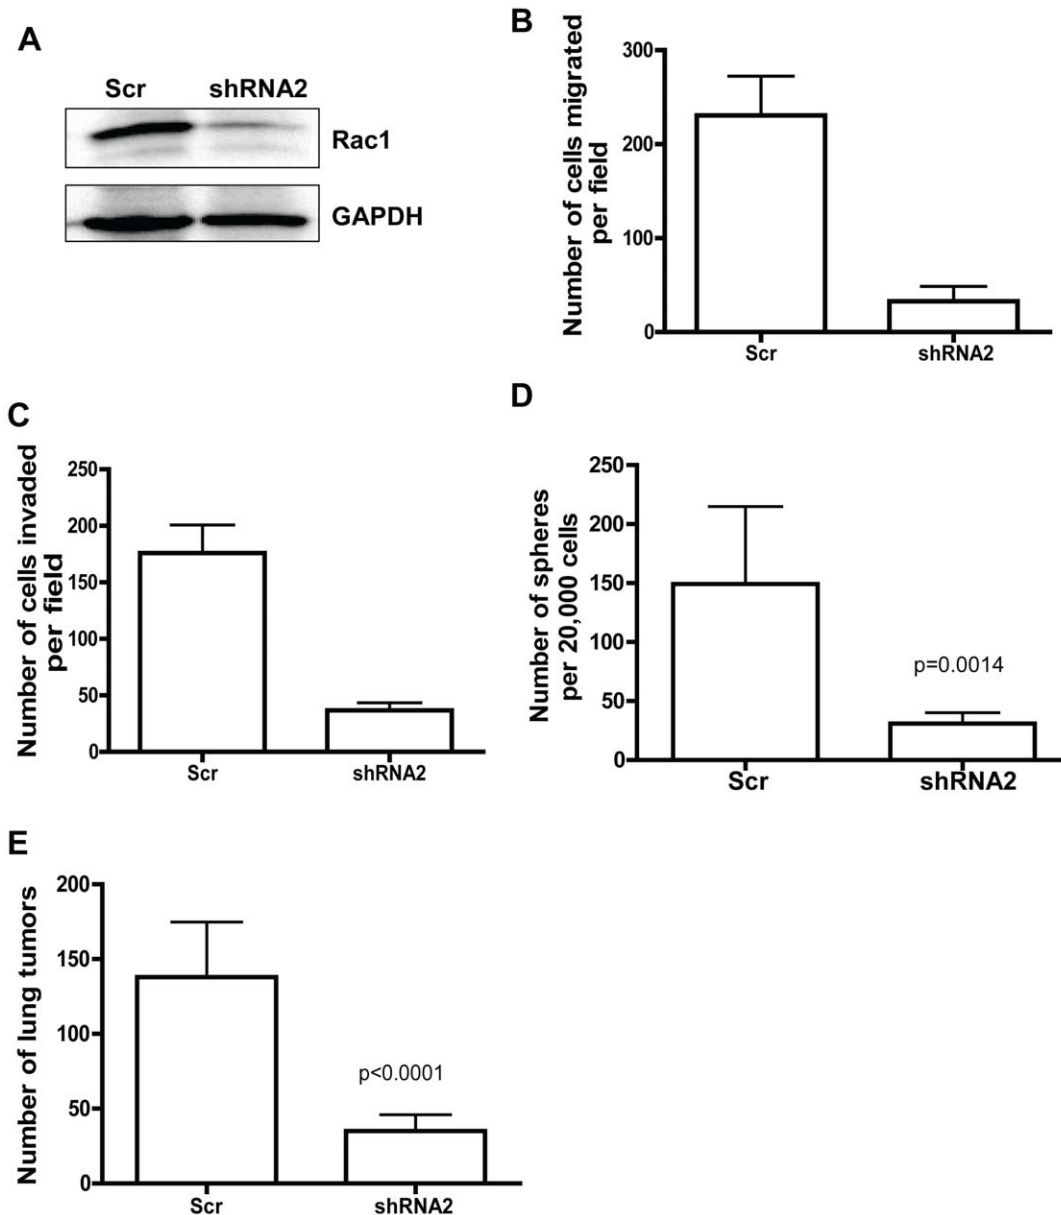 A
Scr shRNA2
Rac1
GAPDH
B
Number of cells migrated
per field
300
200
100
0
Scr shRNA2
C
Number of cells invaded
per field
250
200
150
100
50
0
Scr shRNA2
D
Number of spheres
per 20,000 cells
250
200
150
100
50
0
p=0.0014
Scr shRNA2
E
Number of lung tumors
200
150
100
50
0
p<0.0001
Scr shRNA2